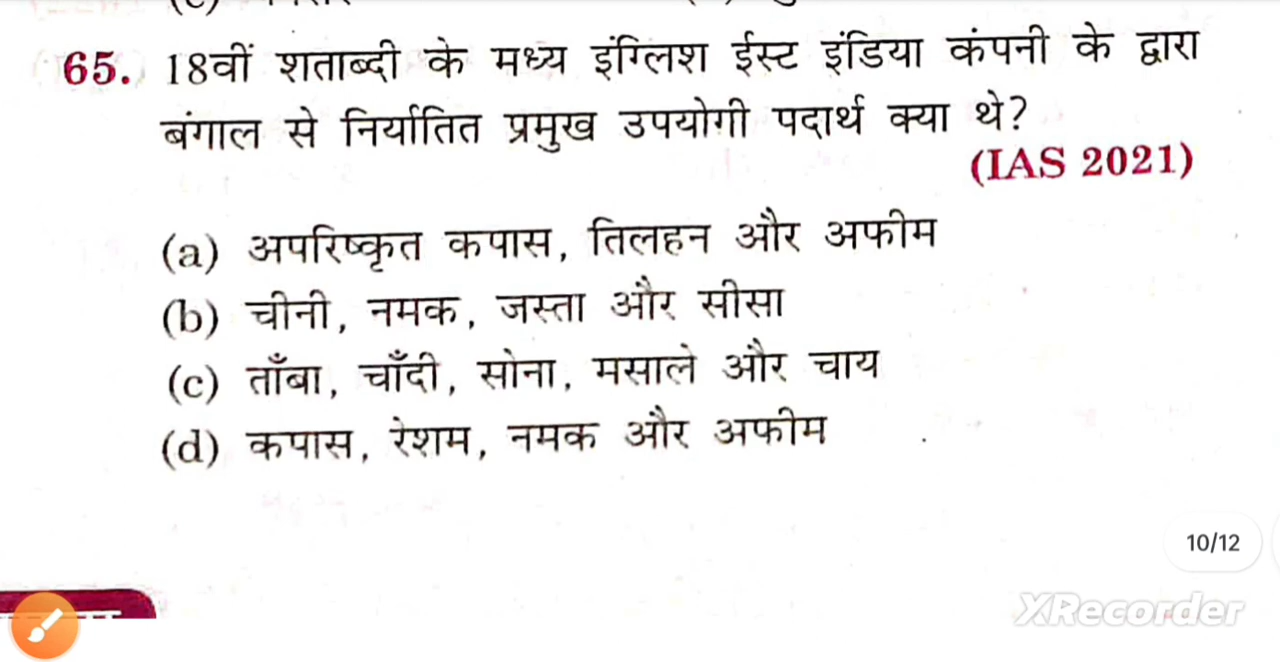 65. 18वीं शताब्दी के मध्य इंग्लिश ईस्ट इंडिया कंपनी के द्वारा
बंगाल से निर्यातित प्रमुख उपयोगी पदार्थ क्या थे?
(IAS 2021)
(a) अपरिष्कृत कपास, तिलहन और अफीम
(b) चीनी, नमक, जस्ता और सीसा
(c) ताँबा, चाँदी, सोना, मसाले और चाय
(d) कपास, रेशम, नमक और अफीम
10/12
XRecorder